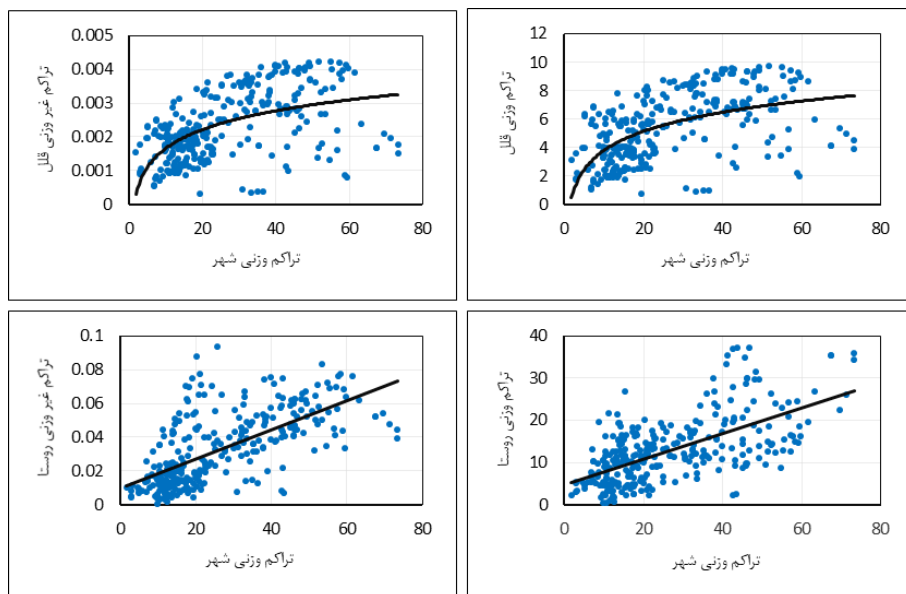 تراکم غیر وزنی قلل
0.005
0.004
0.003
0.002
0.001
0
0 20 40 60 80
تراکم وزنی شهر
تراکم وزنی قلل
12
10
8
6
4
2
0
0 20 40 60 80
تراکم وزنی شهر
تراکم غیر وزنی روستا
0.1
0.08
0.06
0.04
0.02
0
0 20 40 60 80
تراکم وزنی شهر
تراکم وزنی روستا
40
30
20
10
0
0 20 40 60 80
تراکم وزنی شهر